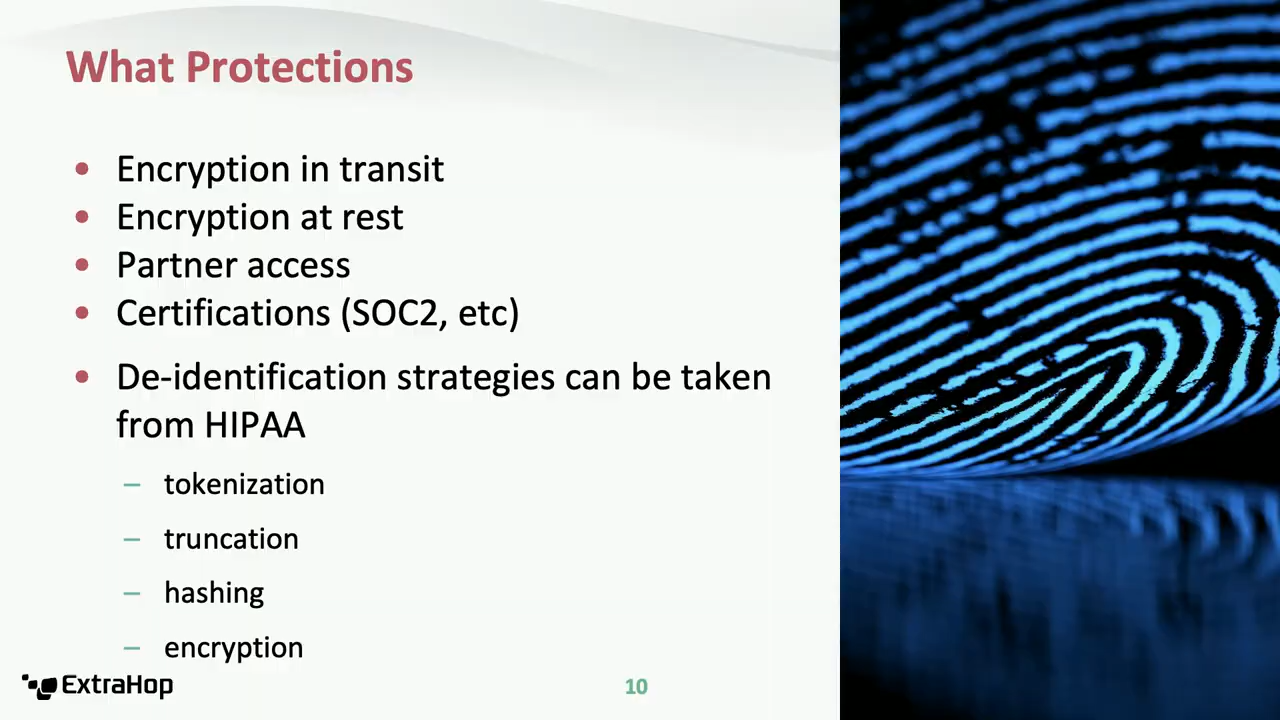 What Protections
• Encryption in transit
• Encryption at rest
• Partner access
• Certifications (SOC2, etc)
• De-identification strategies can be taken
from HIPAA
– tokenization
– truncation
– hashing
– encryption
ExtraHop
10